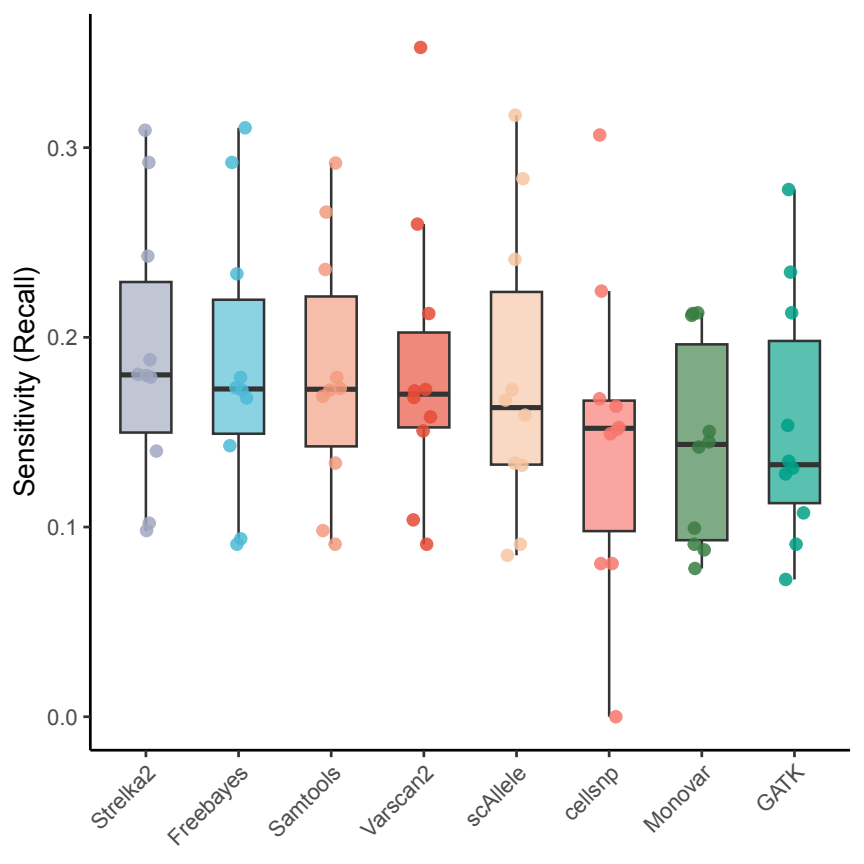 Sensitivity (Recall)
0.3
0.2
0.1
0.0
Strelka2
Freebayes
Samtools
Varscan2
scAllele
cellsnp
Monovar
GATK